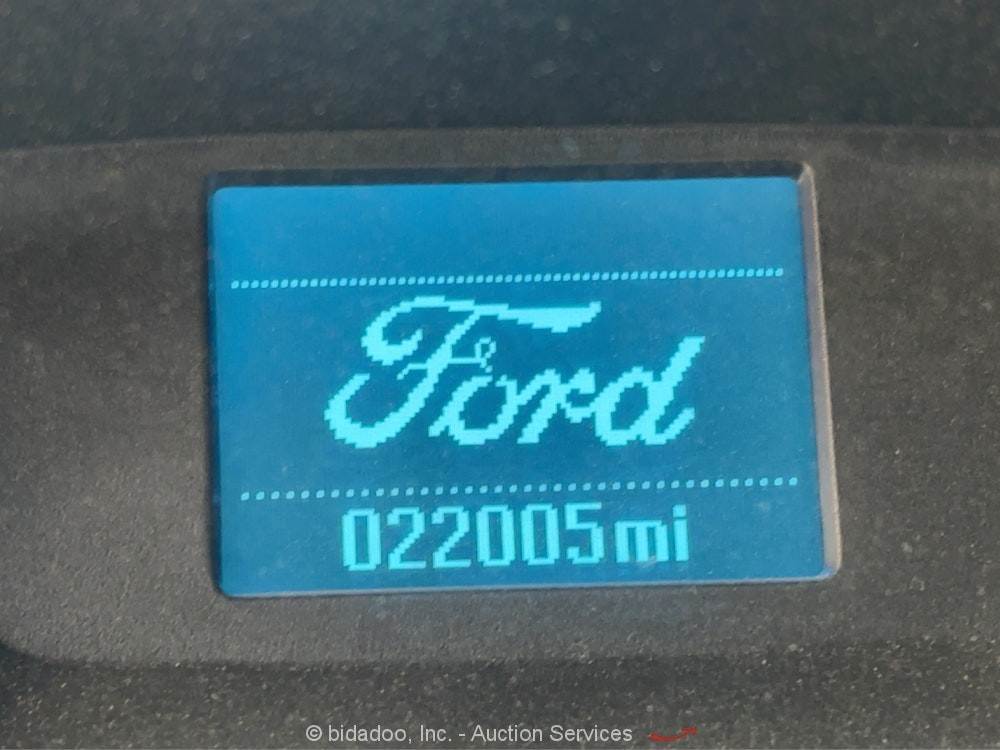 Ford
022005mi
© bidadoo, Inc. - Auction Services